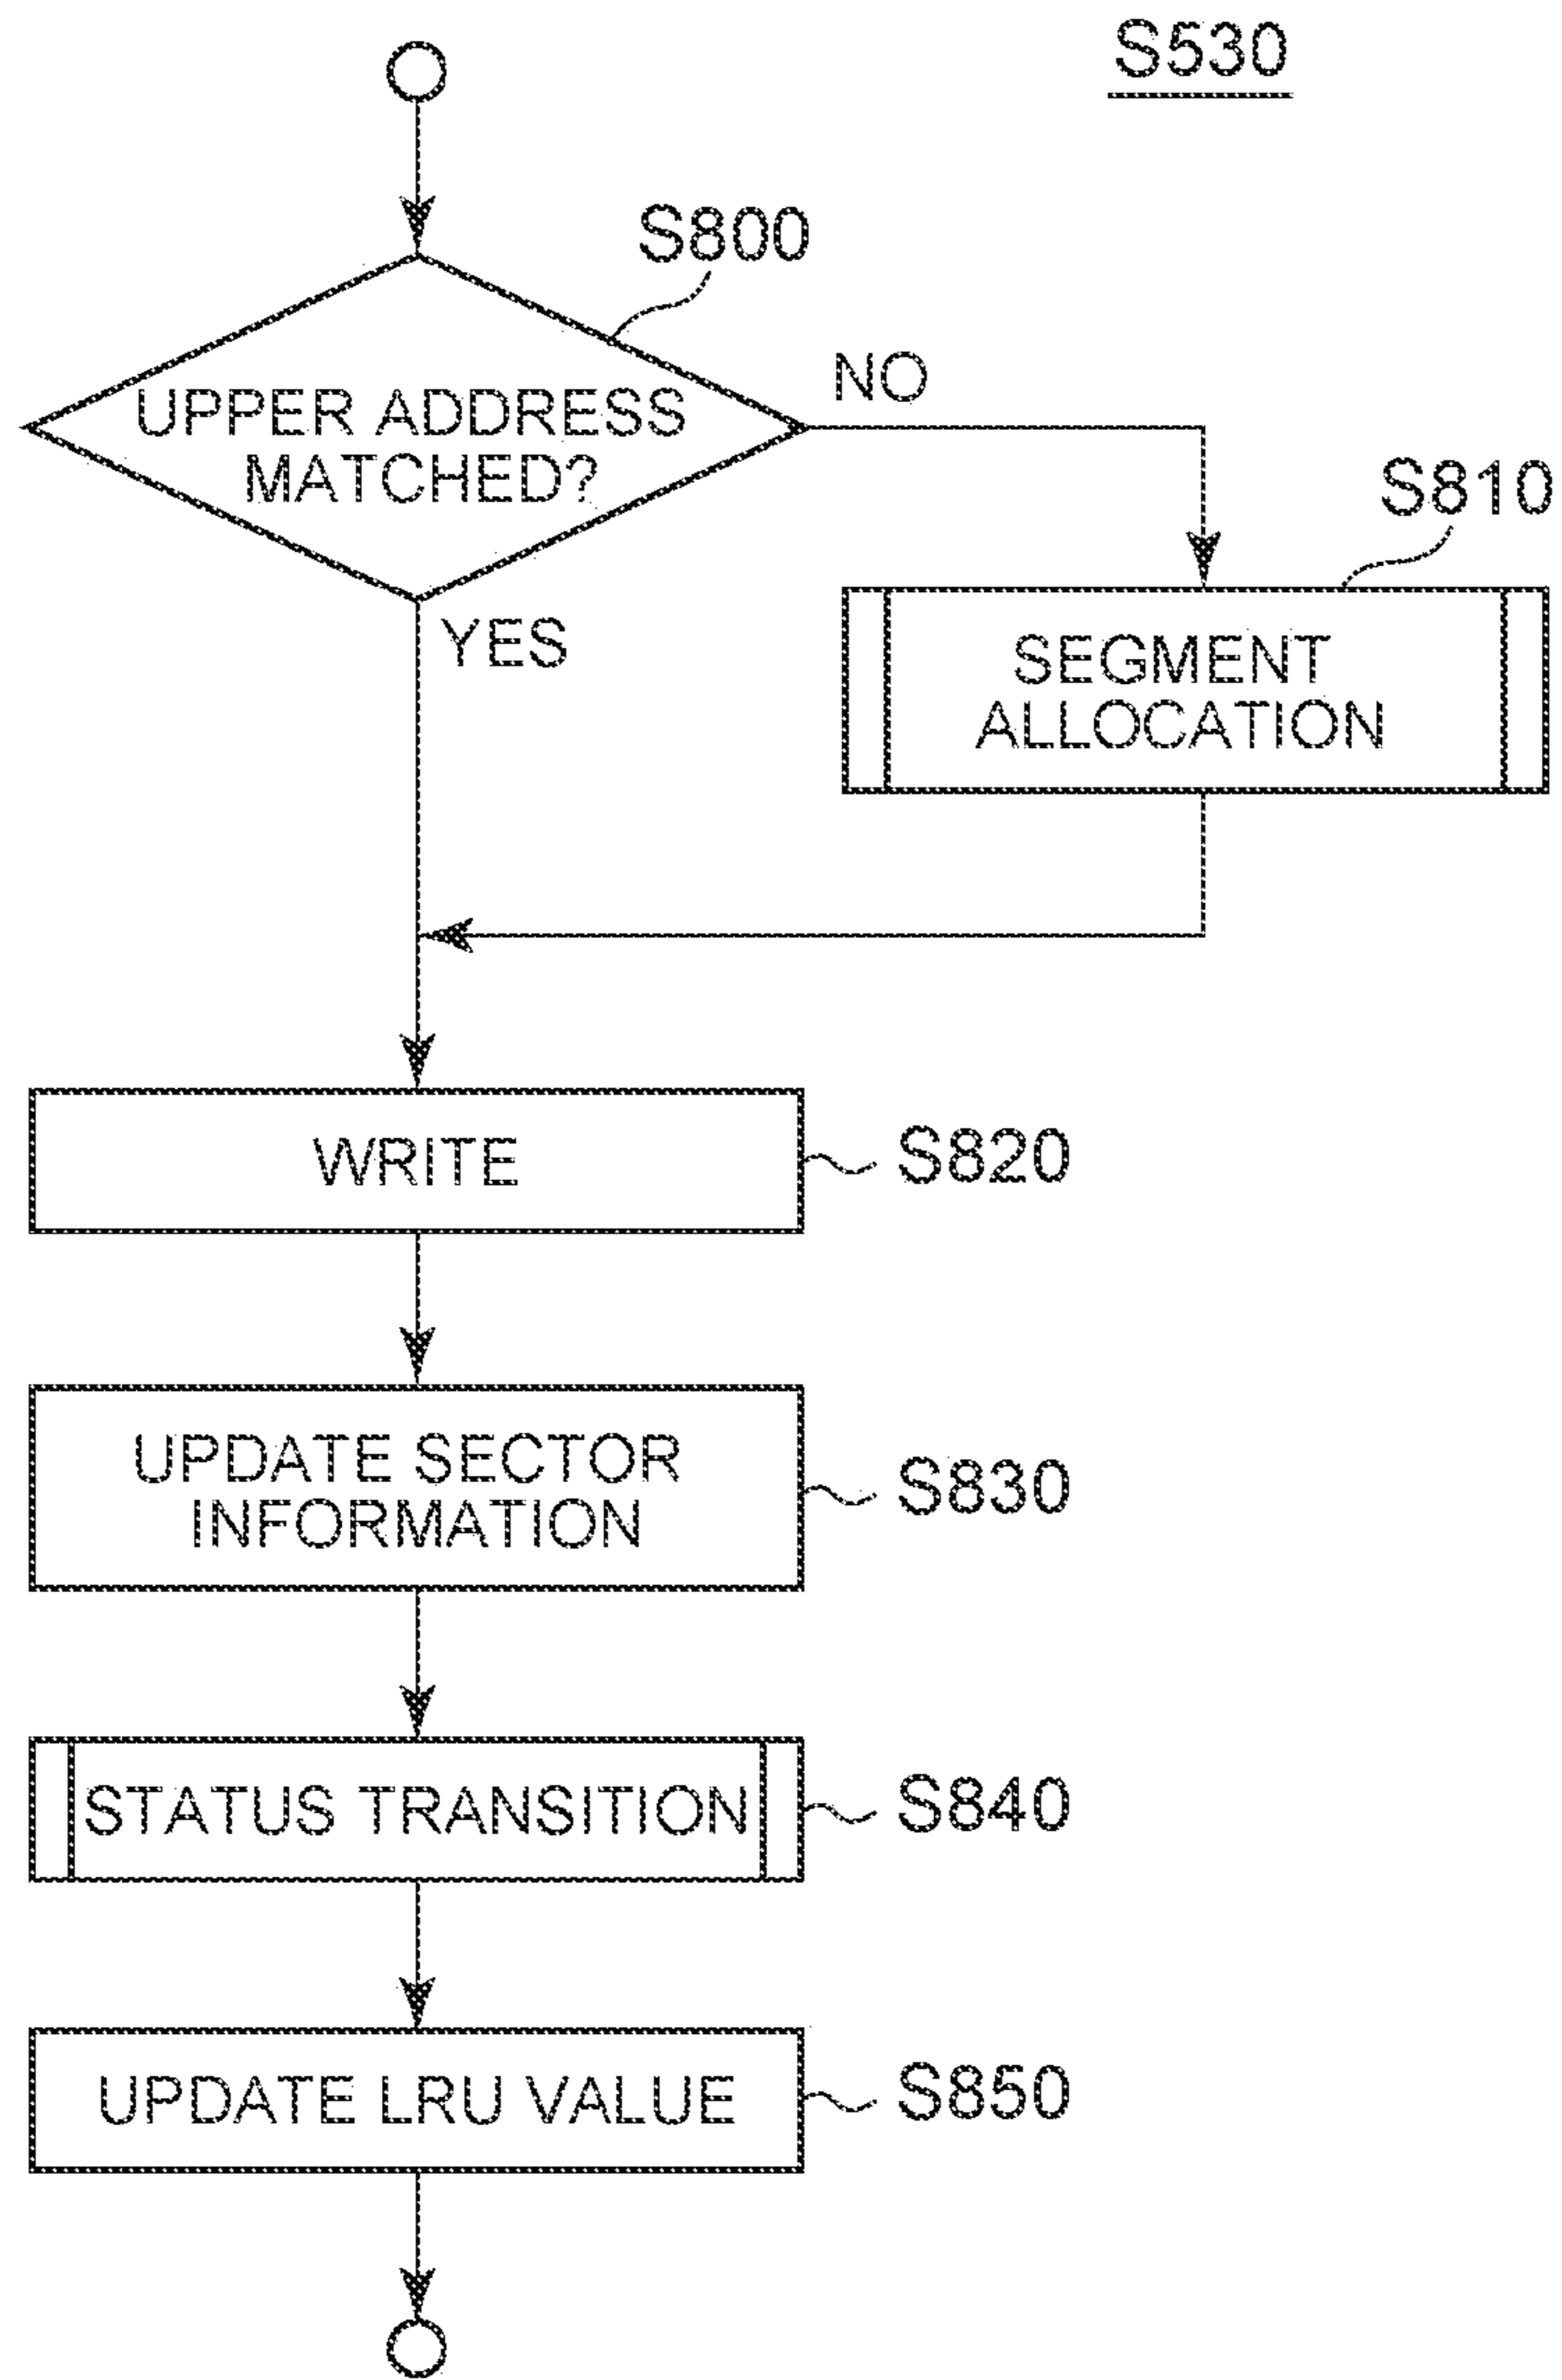 S530
S800
UPPER ADDRESS
MATCHED?
NO
YES
S810
SEGMENT
ALLOCATION
WRITE
S820
UPDATE SECTOR
INFORMATION
S830
STATUS TRANSITION
S840
UPDATE LRU VALUE
S850